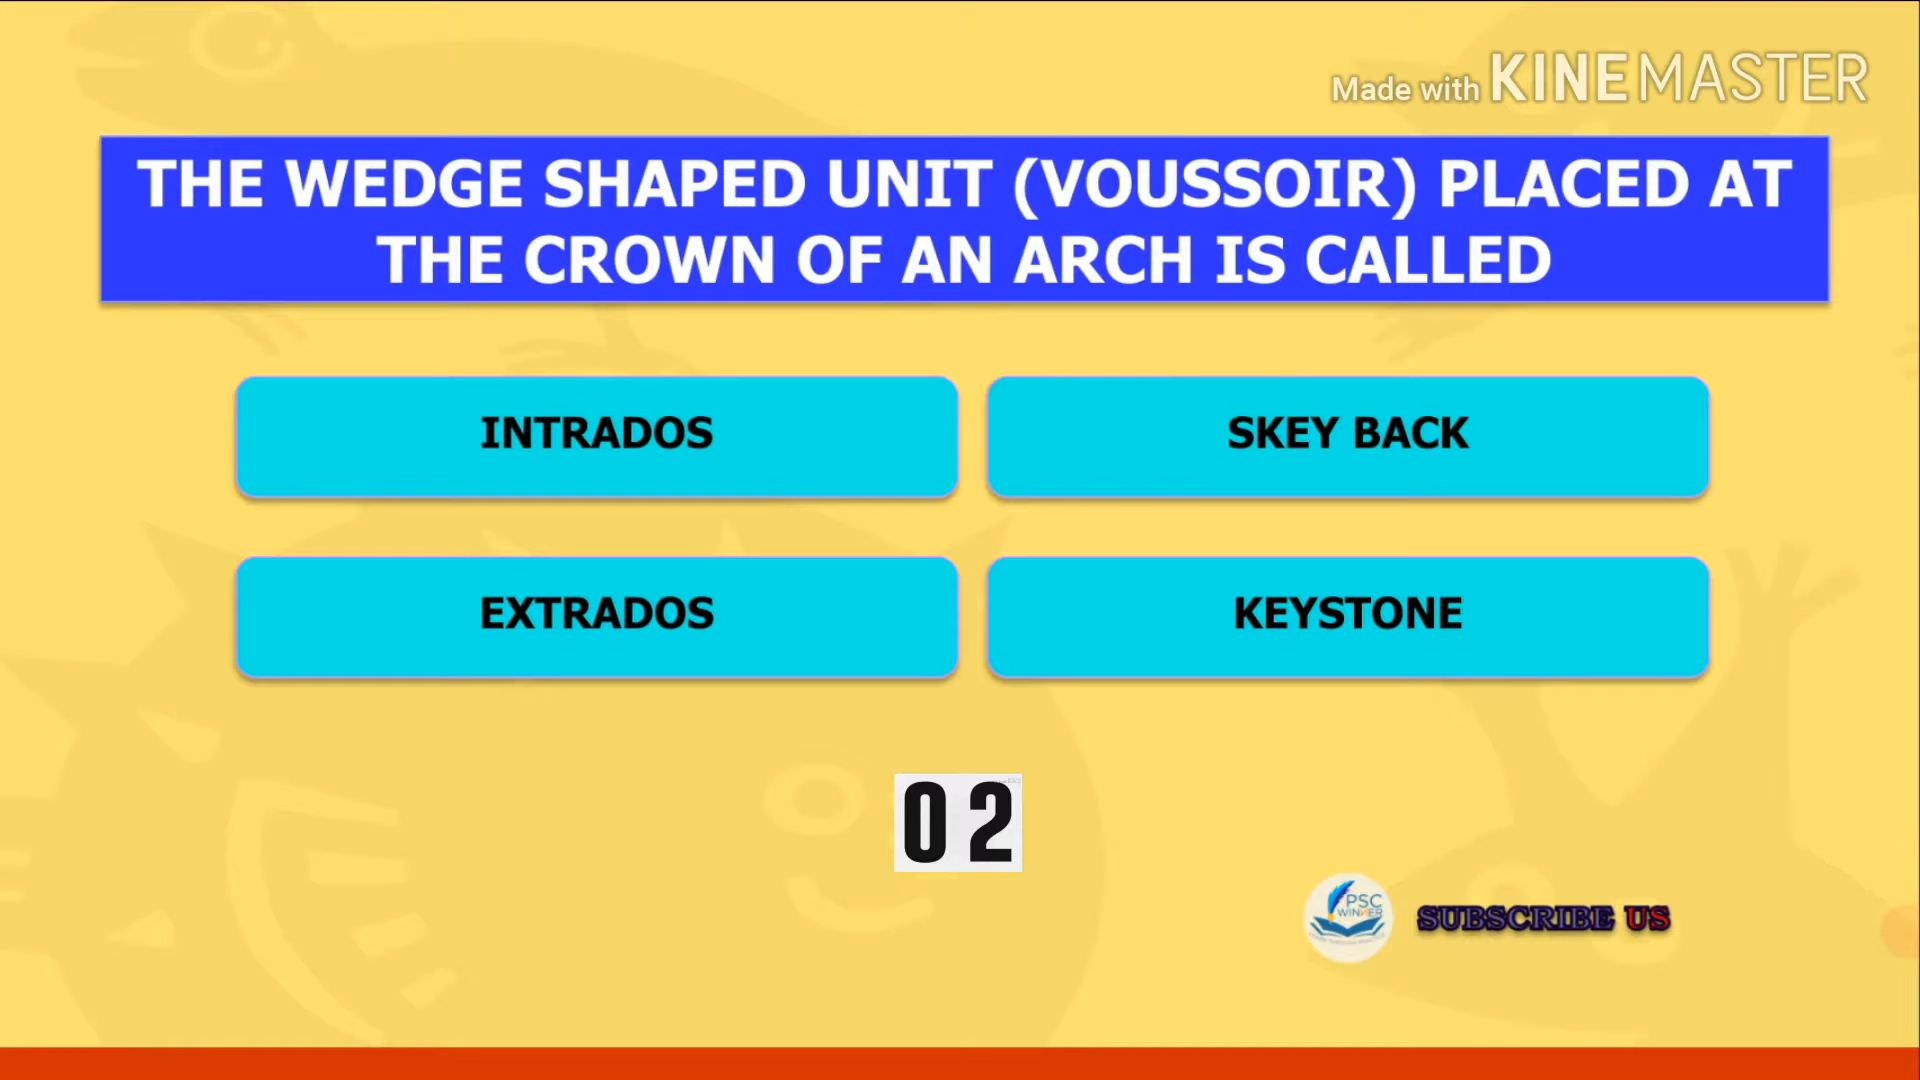 Made with KINEMASTER
THE WEDGE SHAPED UNIT (VOUSSOIR) PLACED AT
THE CROWN OF AN ARCH IS CALLED
INTRADOS
SKEY BACK
EXTRADOS
KEYSTONE
02
PSC
WINNER
SUBSCRIBE US